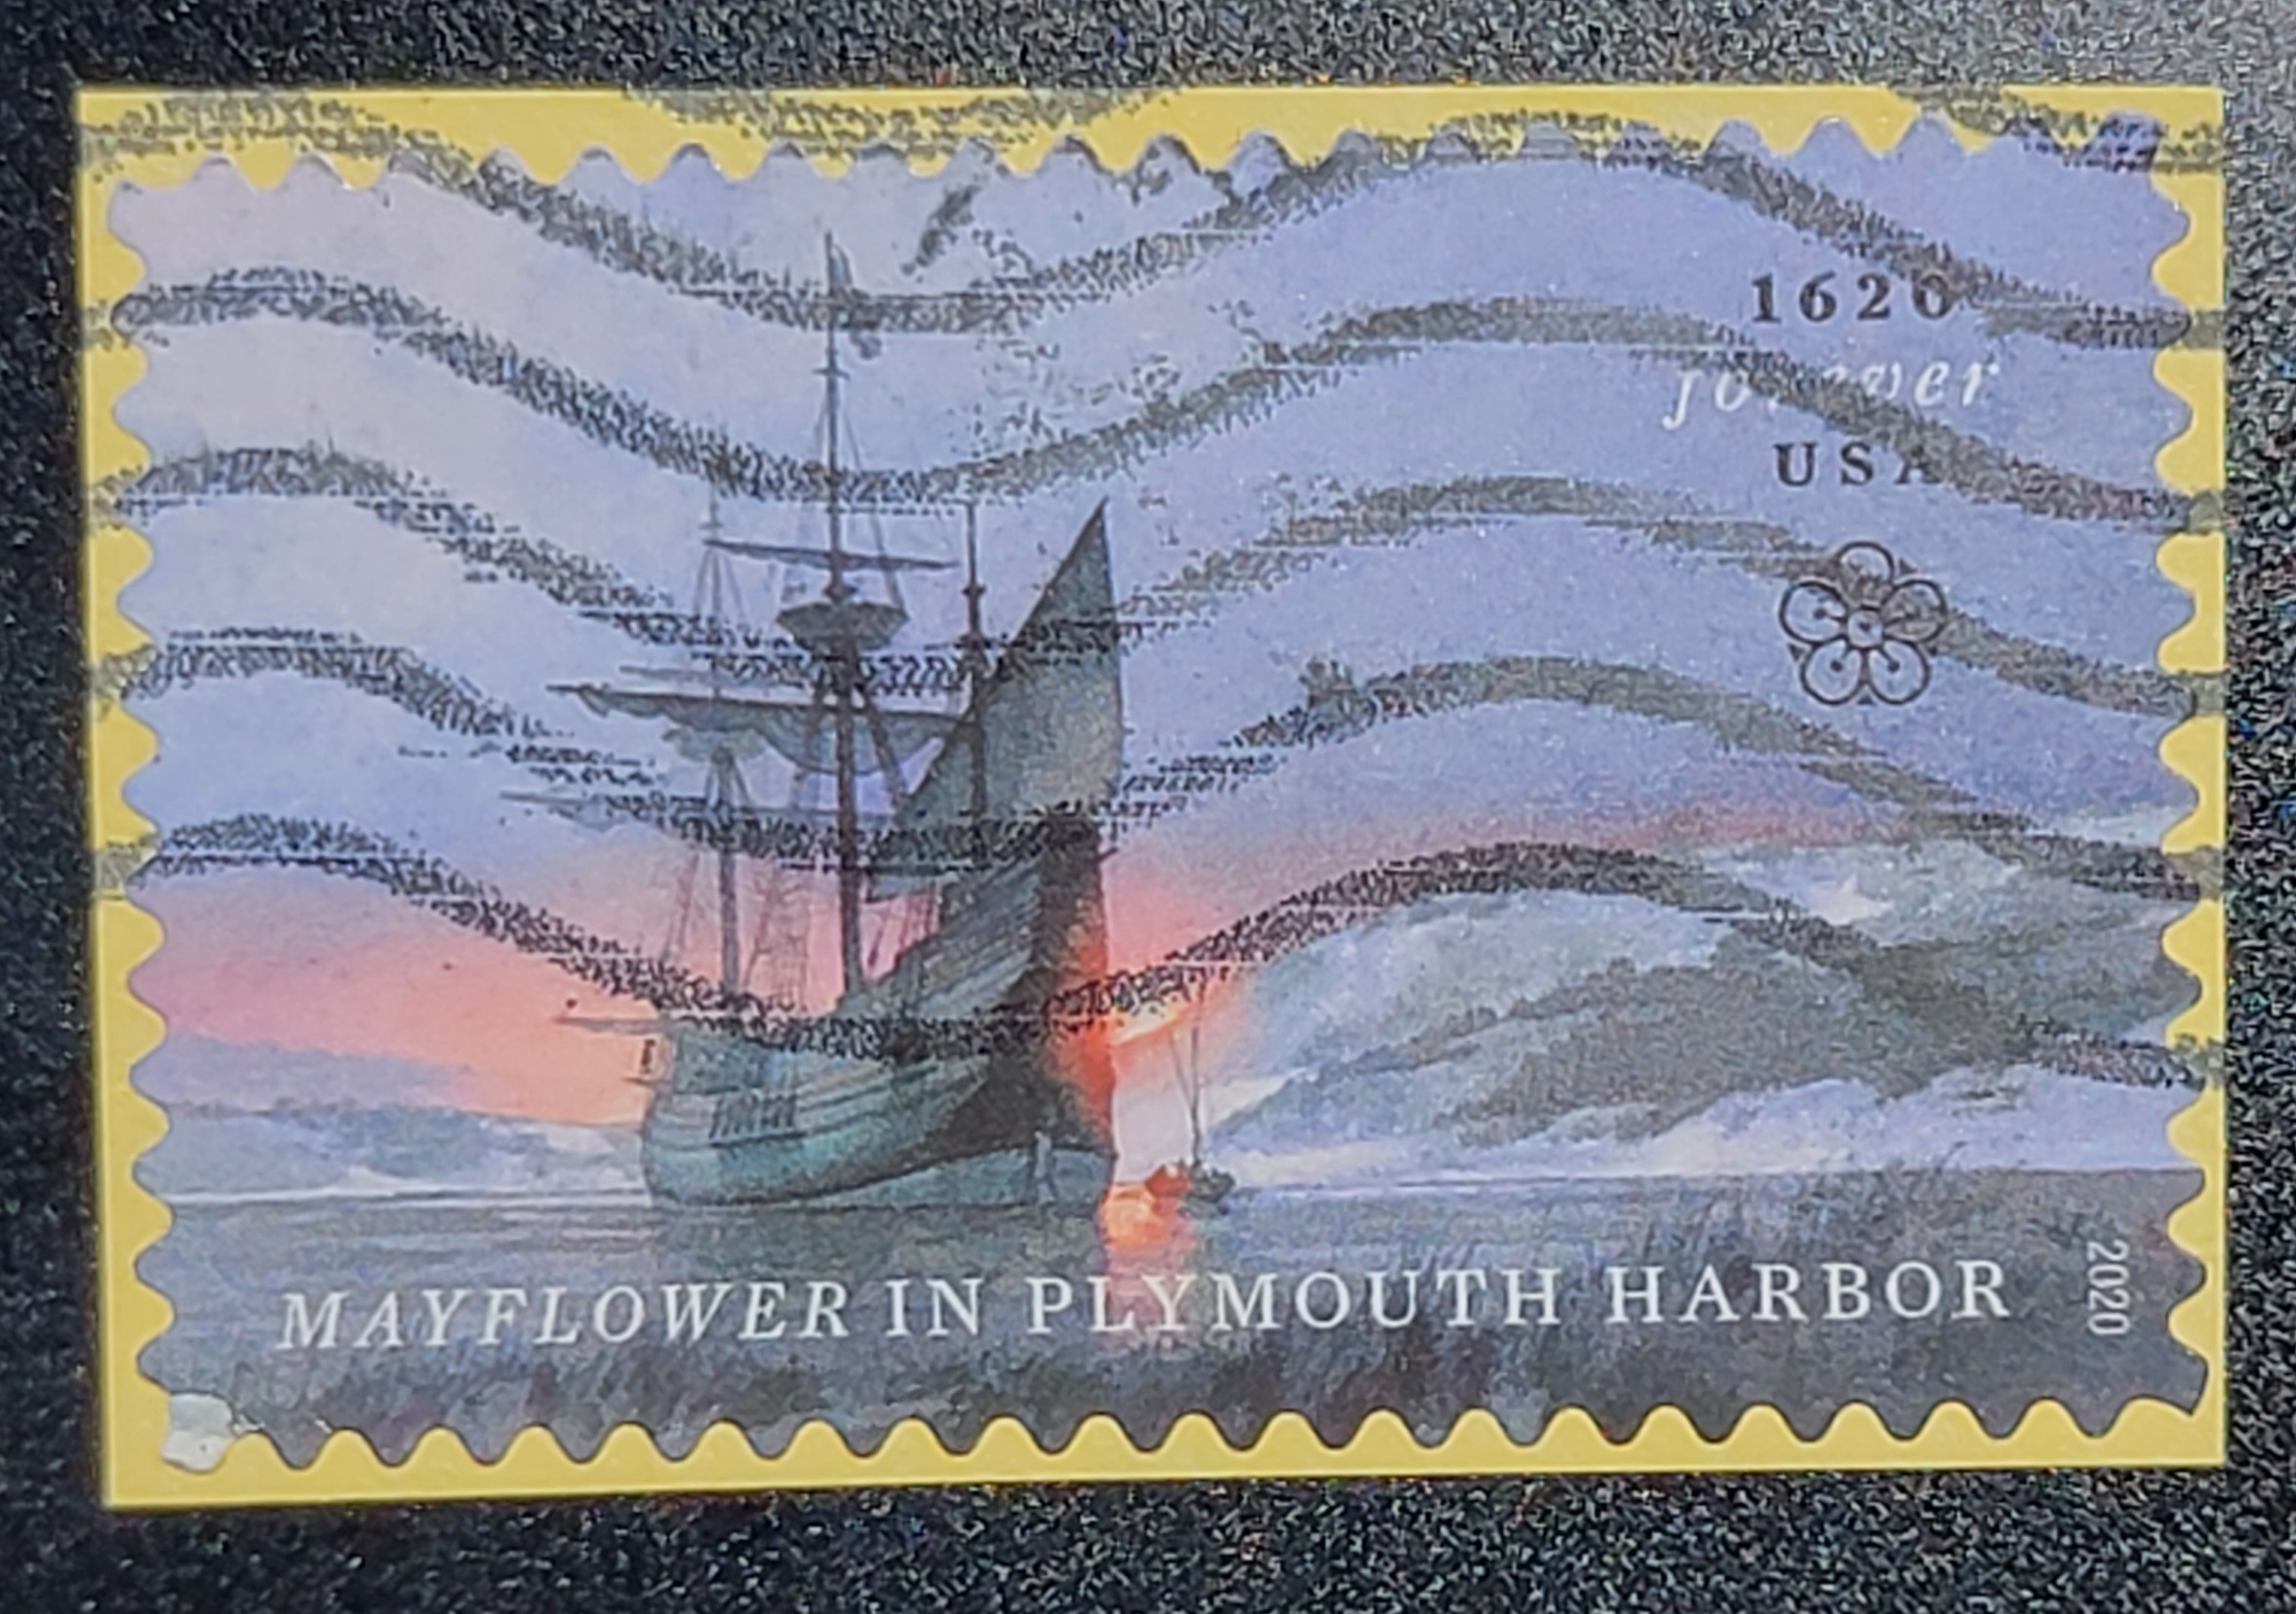 1620
forever
USA
MAYFLOWER IN PLYMOUTH HARBOR
2020